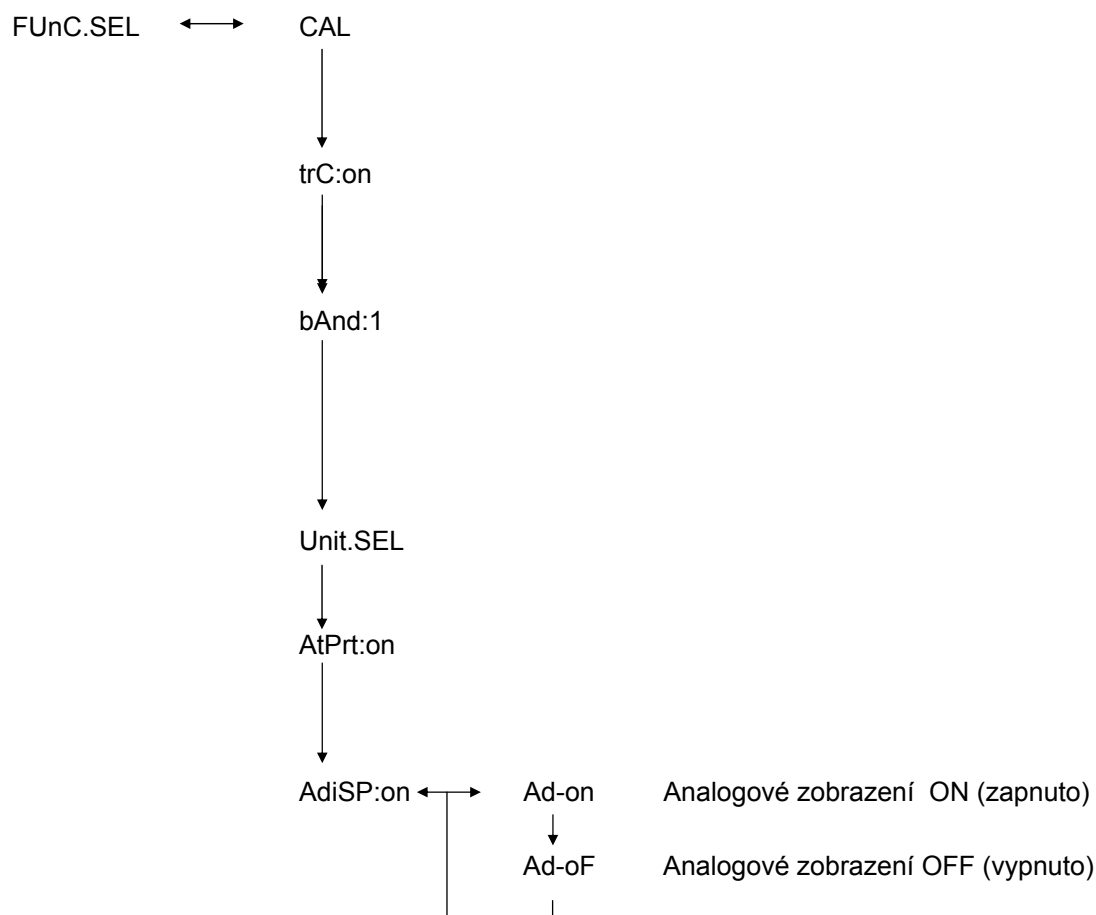 FUnC.SEL CAL
trC:on
bAnd:1
Unit.SEL
AtPrt:on
AdiSP:on Ad-on Analogové zobrazení ON (zapnuto)
Ad-oF Analogové zobrazení OFF (vypnuto)